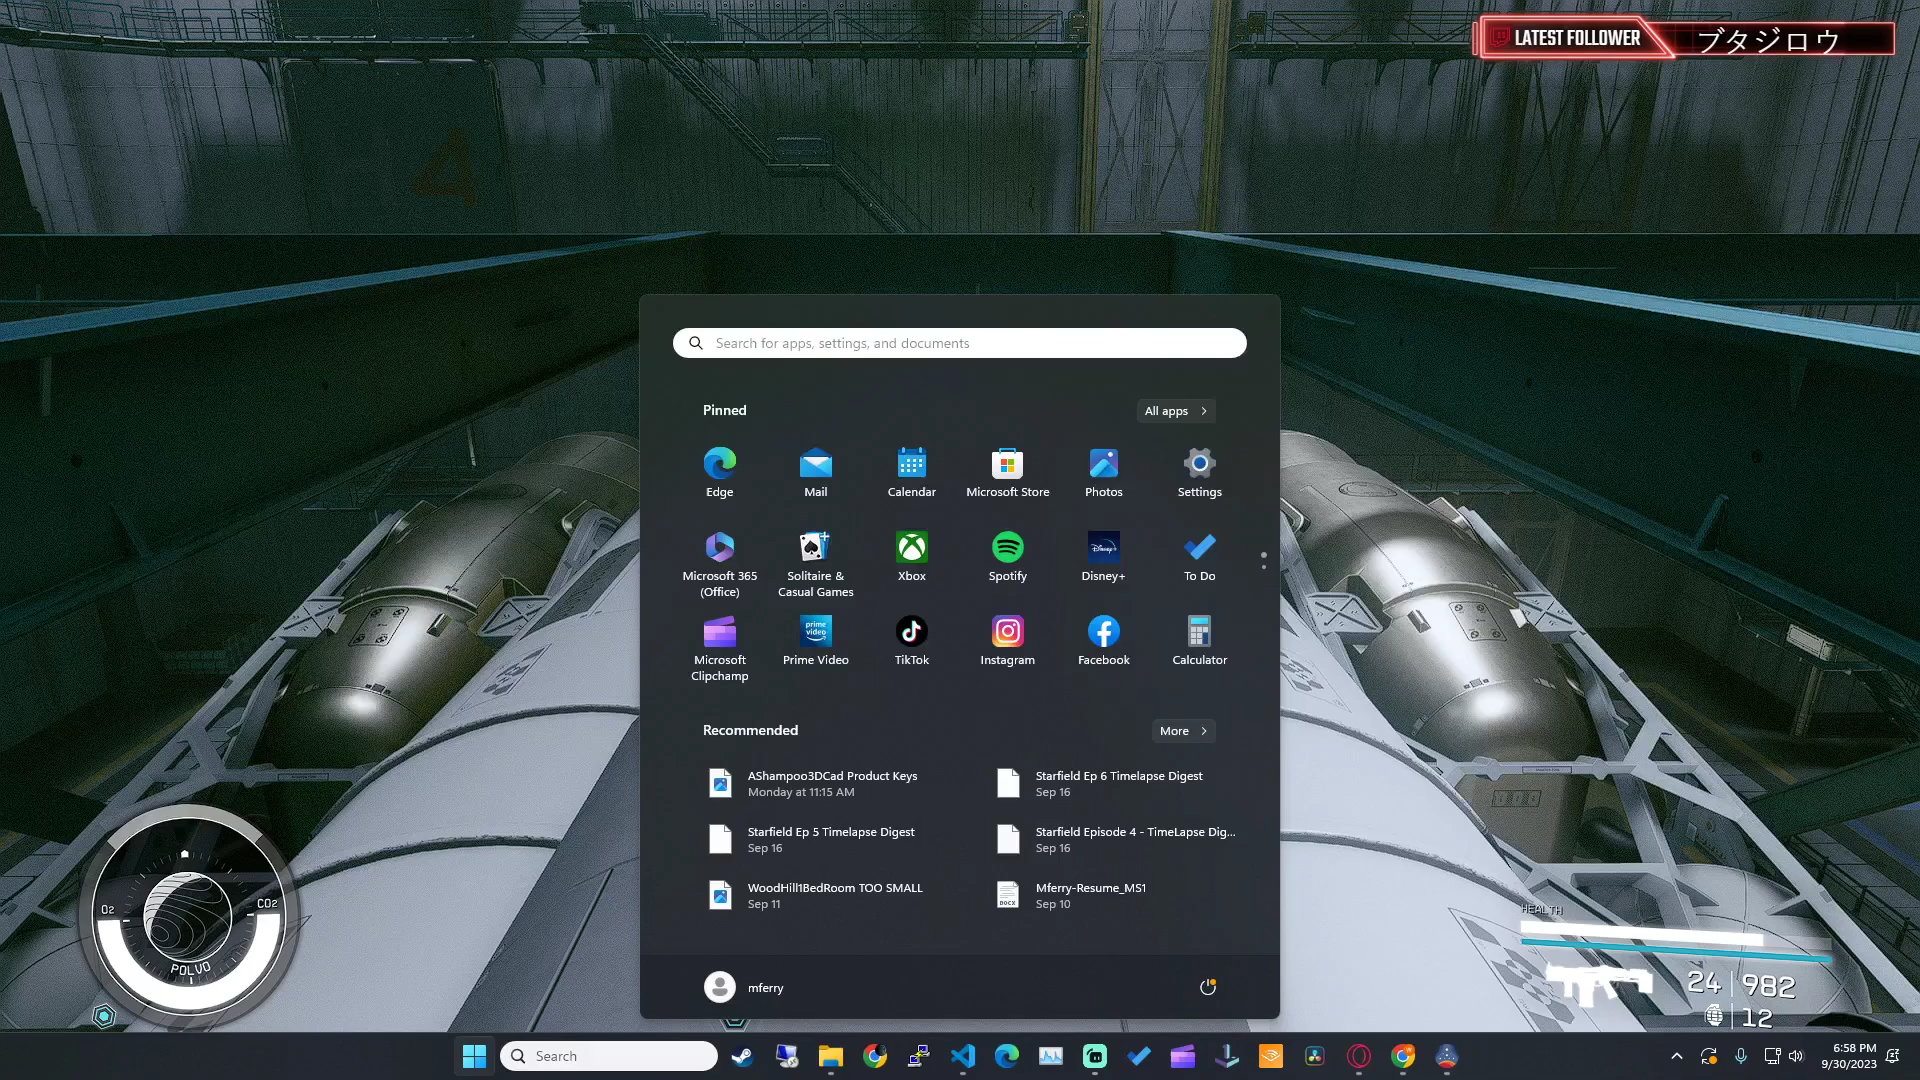 LATEST FOLLOWER
ブタジロウ
4
Search for apps, settings, and documents
Pinned
All apps
Edge
Mail
Calendar
Microsoft Store
Photos
Settings
Microsoft 365
(Office)
Solitaire &
Casual Games
Xbox
Spotify
Disney+
To Do
Microsoft
Clipchamp
prime
video
Prime Video
TikTok
Instagram
Facebook
Calculator
Recommended
More
AShampoo3DCad Product Keys
Monday at 11:15 AM
Starfield Ep 6 Timelapse Digest
Sep 16
Starfield Ep 5 Timelapse Digest
Sep 16
Starfield Episode 4 - TimeLapse Dig...
Sep 16
WoodHill1BedRoom TOO SMALL
Sep 11
DOCX
Mferry-Resume_MS1
Sep 10
O2
CO2
POLVO
HEALTH
24
982
12
mferry
Search
6:58 PM
9/30/2023